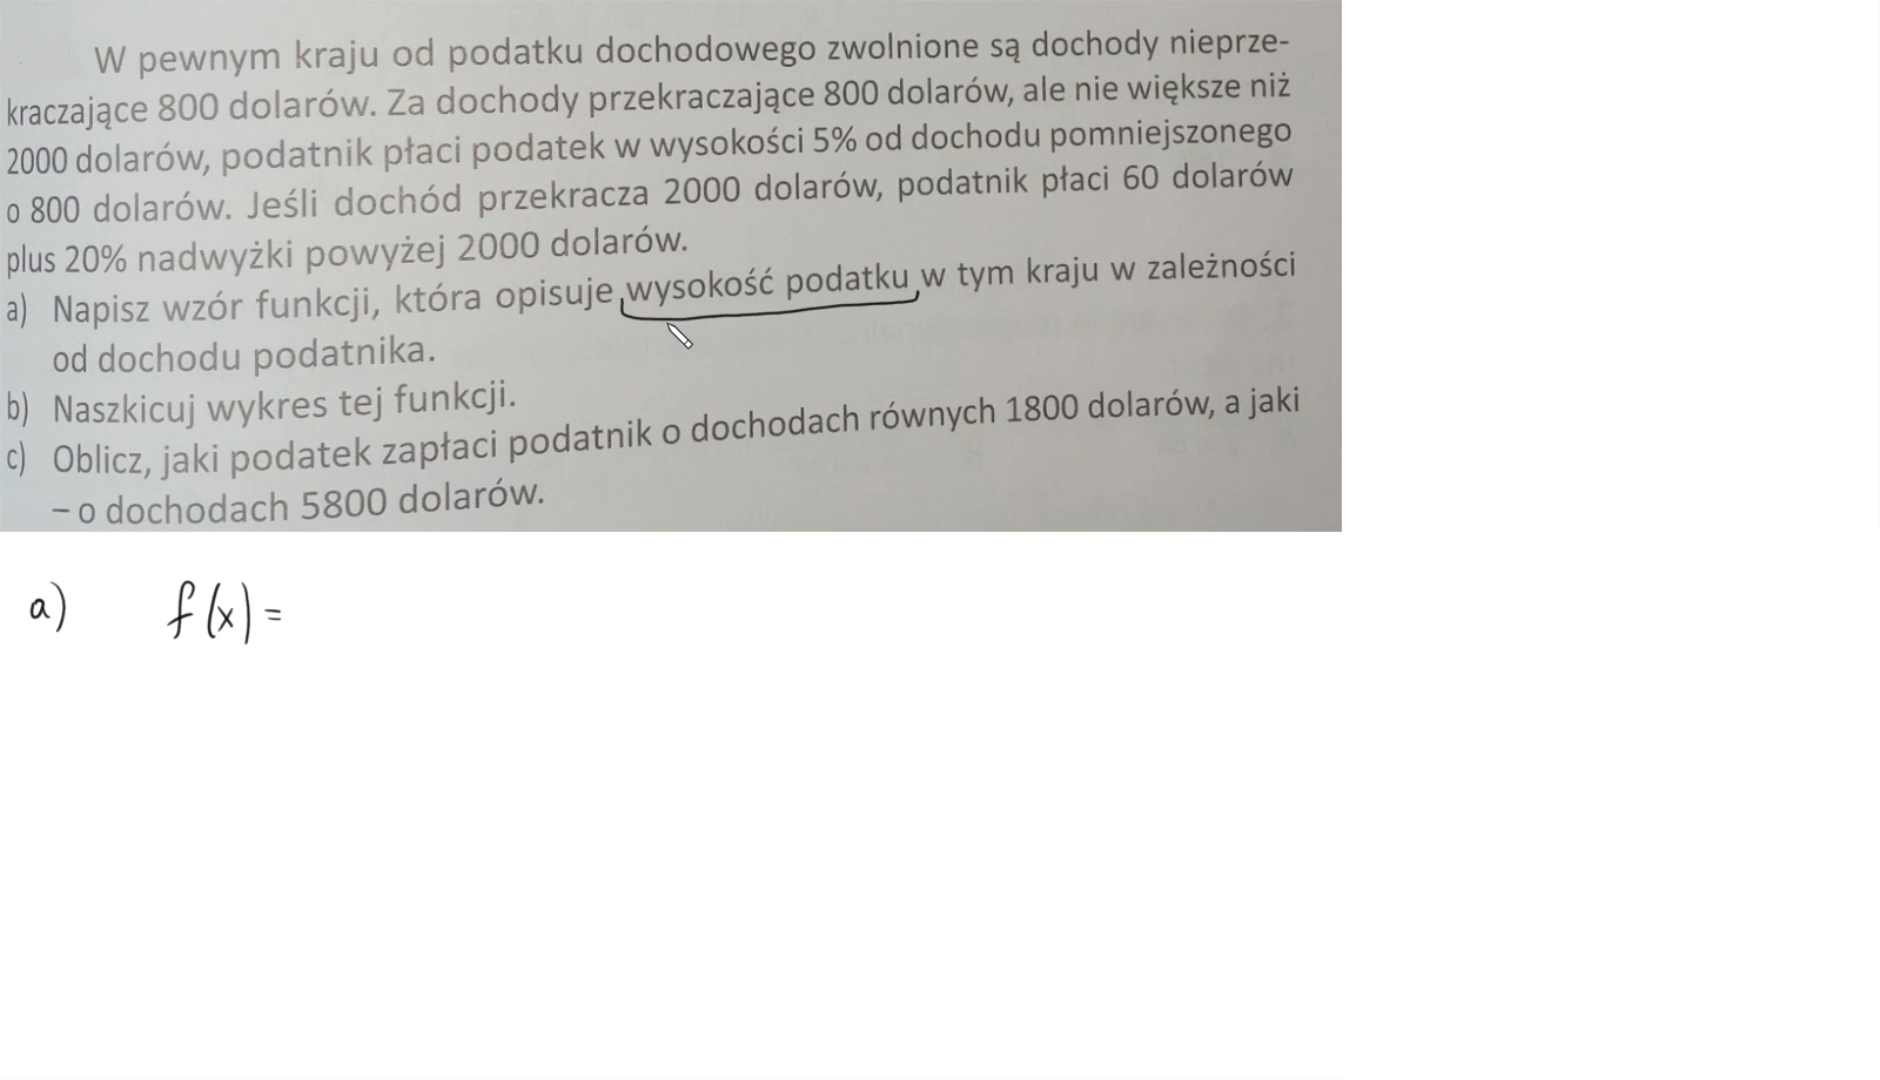 W pewnym kraju od podatku dochodowego zwolnione są dochody nieprze-
kraczające 800 dolarów. Za dochody przekraczające 800 dolarów, ale nie większe niż
2000 dolarów, podatnik płaci podatek w wysokości 5% od dochodu pomniejszonego
o 800 dolarów. Jeśli dochód przekracza 2000 dolarów, podatnik płaci 60 dolarów
plus 20% nadwyżki powyżej 2000 dolarów.
a) Napisz wzór funkcji, która opisuje wysokość podatku w tym kraju w zależności
od dochodu podatnika.
b) Naszkicuj wykres tej funkcji.
c) Oblicz, jaki podatek zapłaci podatnik o dochodach równych 1800 dolarów, a jaki
– o dochodach 5800 dolarów.
a) f(x) =